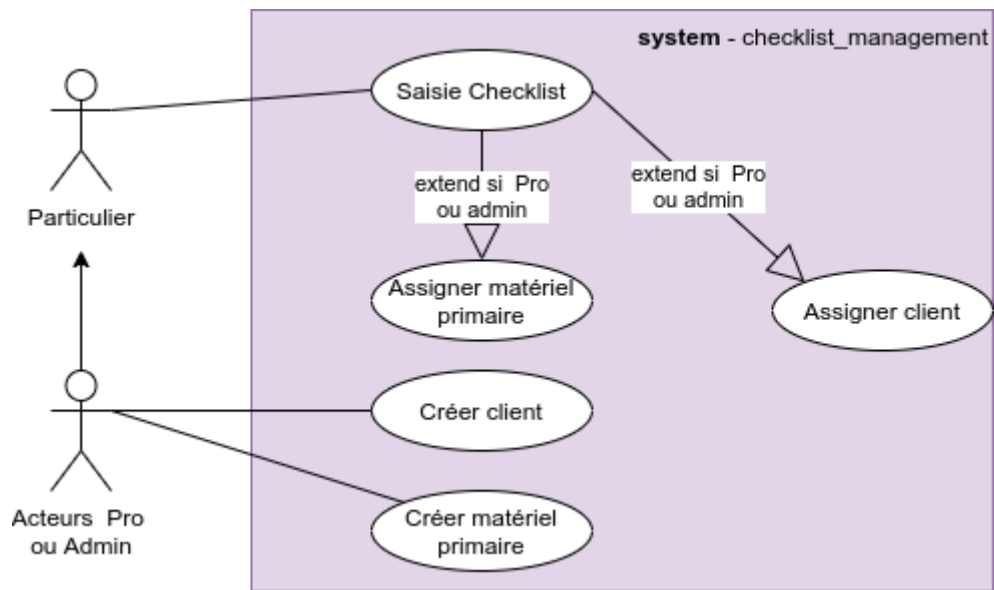 system - checklist_management
Saisie Checklist
Particulier
extend si Pro
ou admin
extend si Pro
ou admin
Assigner matériel
primaire
Assigner client
Créer client
Acteurs Pro
ou Admin
Créer matériel
primaire